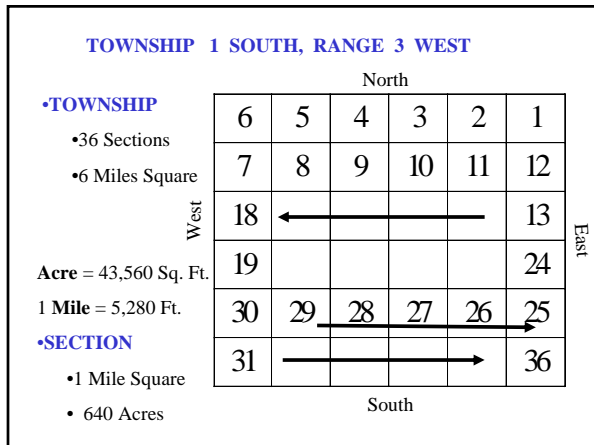 TOWNSHIP 1 SOUTH, RANGE 3 WEST
North
•TOWNSHIP
•36 Sections
•6 Miles Square
West
Acre = 43,560 Sq. Ft.
1 Mile = 5,280 Ft.
•SECTION
•1 Mile Square
• 640 Acres
6 5 4 3 2 1
7 8 9 10 11 12
18 13
19 24
30 29 28 27 26 25
31 36
East
South